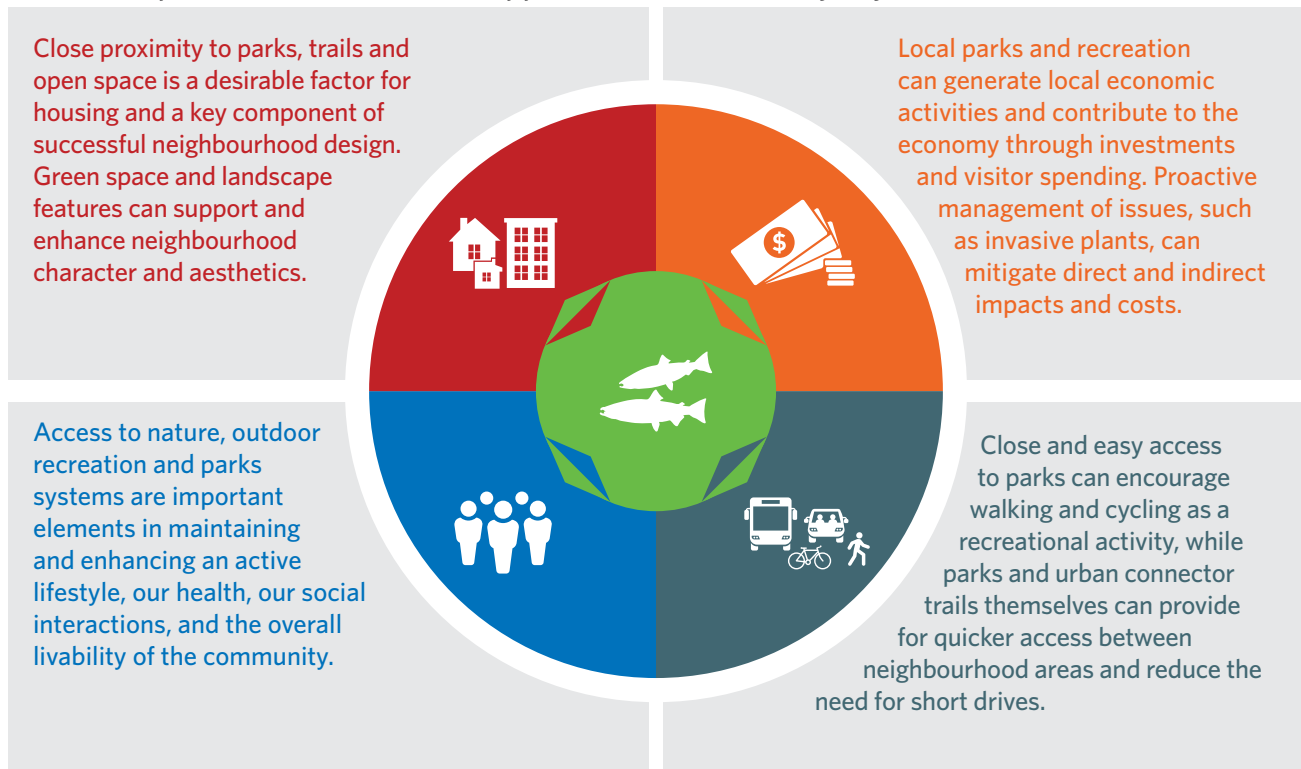 Close proximity to parks, trails and
open space is a desirable factor for
housing and a key component of
successful neighbourhood design.
Green space and landscape
features can support and
enhance neighbourhood
character and aesthetics.
Local parks and recreation
can generate local economic
activities and contribute to the
economy through investments
and visitor spending. Proactive
management of issues, such
as invasive plants, can
mitigate direct and indirect
impacts and costs.
$
Access to nature, outdoor
recreation and parks
systems are important
elements in maintaining
and enhancing an active
lifestyle, our health, our social
interactions, and the overall
livability of the community.
Close and easy access
to parks can encourage
walking and cycling as a
recreational activity, while
parks and urban connector
trails themselves can provide
for quicker access between
neighbourhood areas and reduce the
need for short drives.